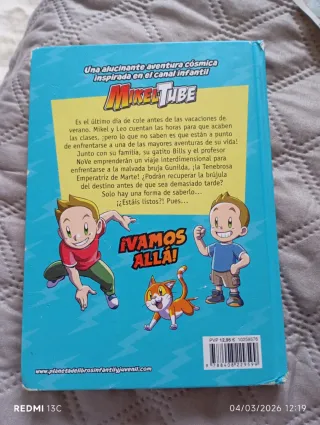 Una alucinante aventura cósmica
inspirada en el canal infantil
MIKELTUBE
Es el último día de cole antes de las vacaciones de
verano. Mikel y Leo cuentan las horas para que acaben
las clases, ¡pero lo que no saben es que están a punto
de enfrentarse a una de las mayores aventuras de su vida!
Junto con su familia, su gatito Bills y el profesor
NoVe emprenderán un viaje interdimensional para
enfrentarse a la malvada bruja Gunilda, ¡la Tenebrosa
Emperatriz de Marte! ¿Podrán recuperar la brújula
del destino antes de que sea demasiado tarde?
Solo hay una forma de saberlo...
¡¿Estáis listos?! Pues...
¡VAMOS
ALLÁ!
PVP 12,95 €
www.planetadelibrosinfantilyjuvenil.com
REDMI 13C
04/03/2026 12:19